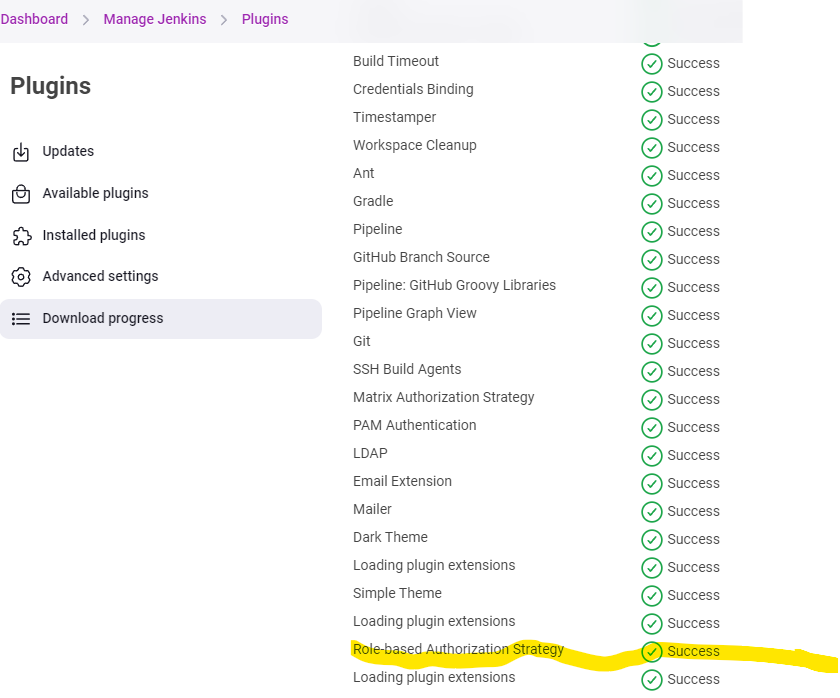 Dashboard > Manage Jenkins > Plugins
Plugins
Updates
Available plugins
Installed plugins
Advanced settings
Download progress
Build Timeout Success
Credentials Binding Success
Timestamper Success
Workspace Cleanup Success
Ant Success
Gradle Success
Pipeline Success
GitHub Branch Source Success
Pipeline: GitHub Groovy Libraries Success
Pipeline Graph View Success
Git Success
SSH Build Agents Success
Matrix Authorization Strategy Success
PAM Authentication Success
LDAP Success
Email Extension Success
Mailer Success
Dark Theme Success
Loading plugin extensions Success
Simple Theme Success
Loading plugin extensions Success
Role-based Authorization Strategy Success
Loading plugin extensions Success